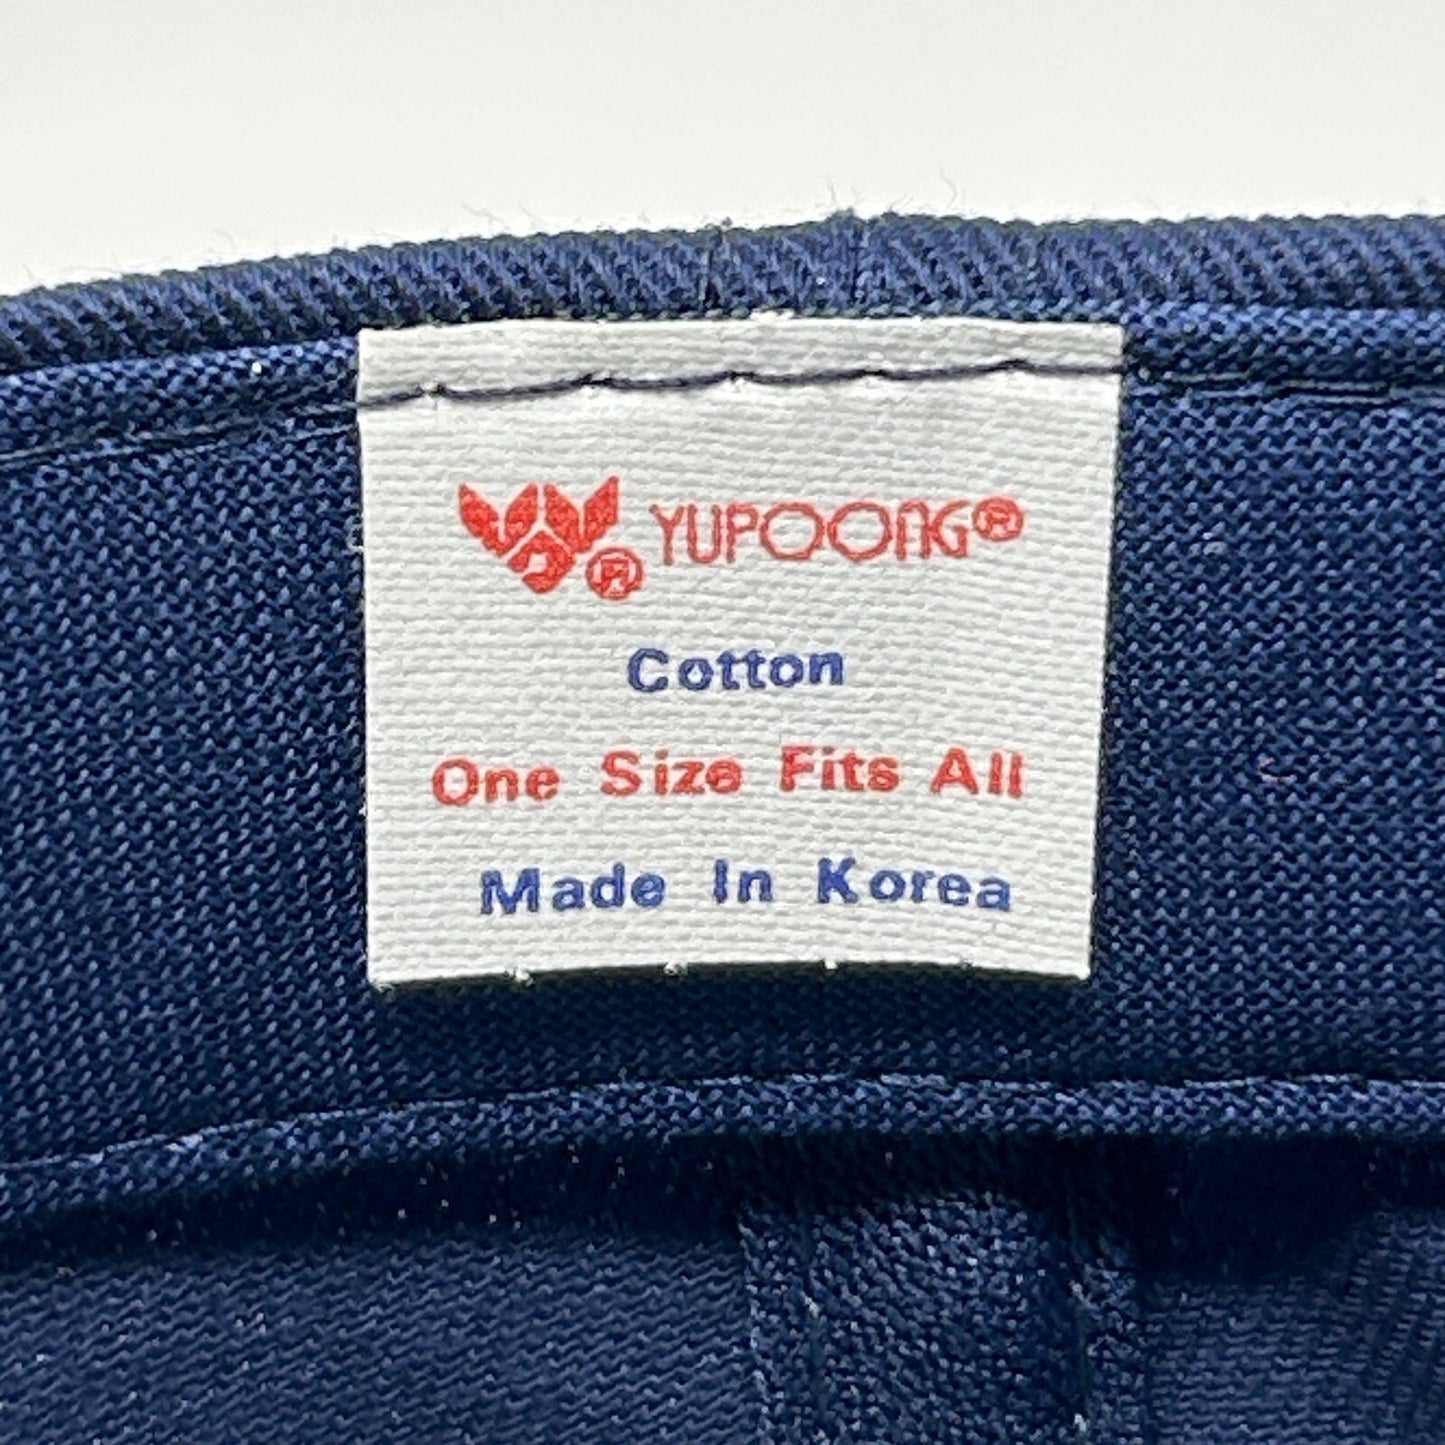 ® YUPOONG®
Cotton
One Size Fits All
Made In Korea